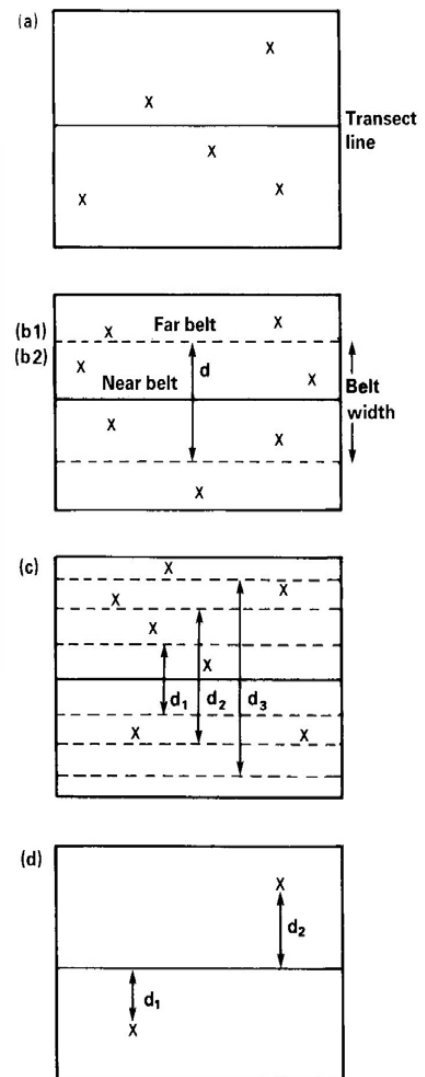 (a)
X
X
Transect
line
X
X
X
(b1)
(b2)
X
Far belt
X
X
Near belt
d
X
Belt
width
X
X
X
(c)
X
X
X
X
X
d₁
d₂
d₃
X
X
(d)
X
d₂
d₁
X